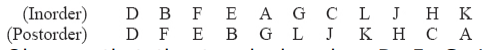 (Inorder) D B F E A G C L J H K
(Postorder) D F E B G L J K H C A